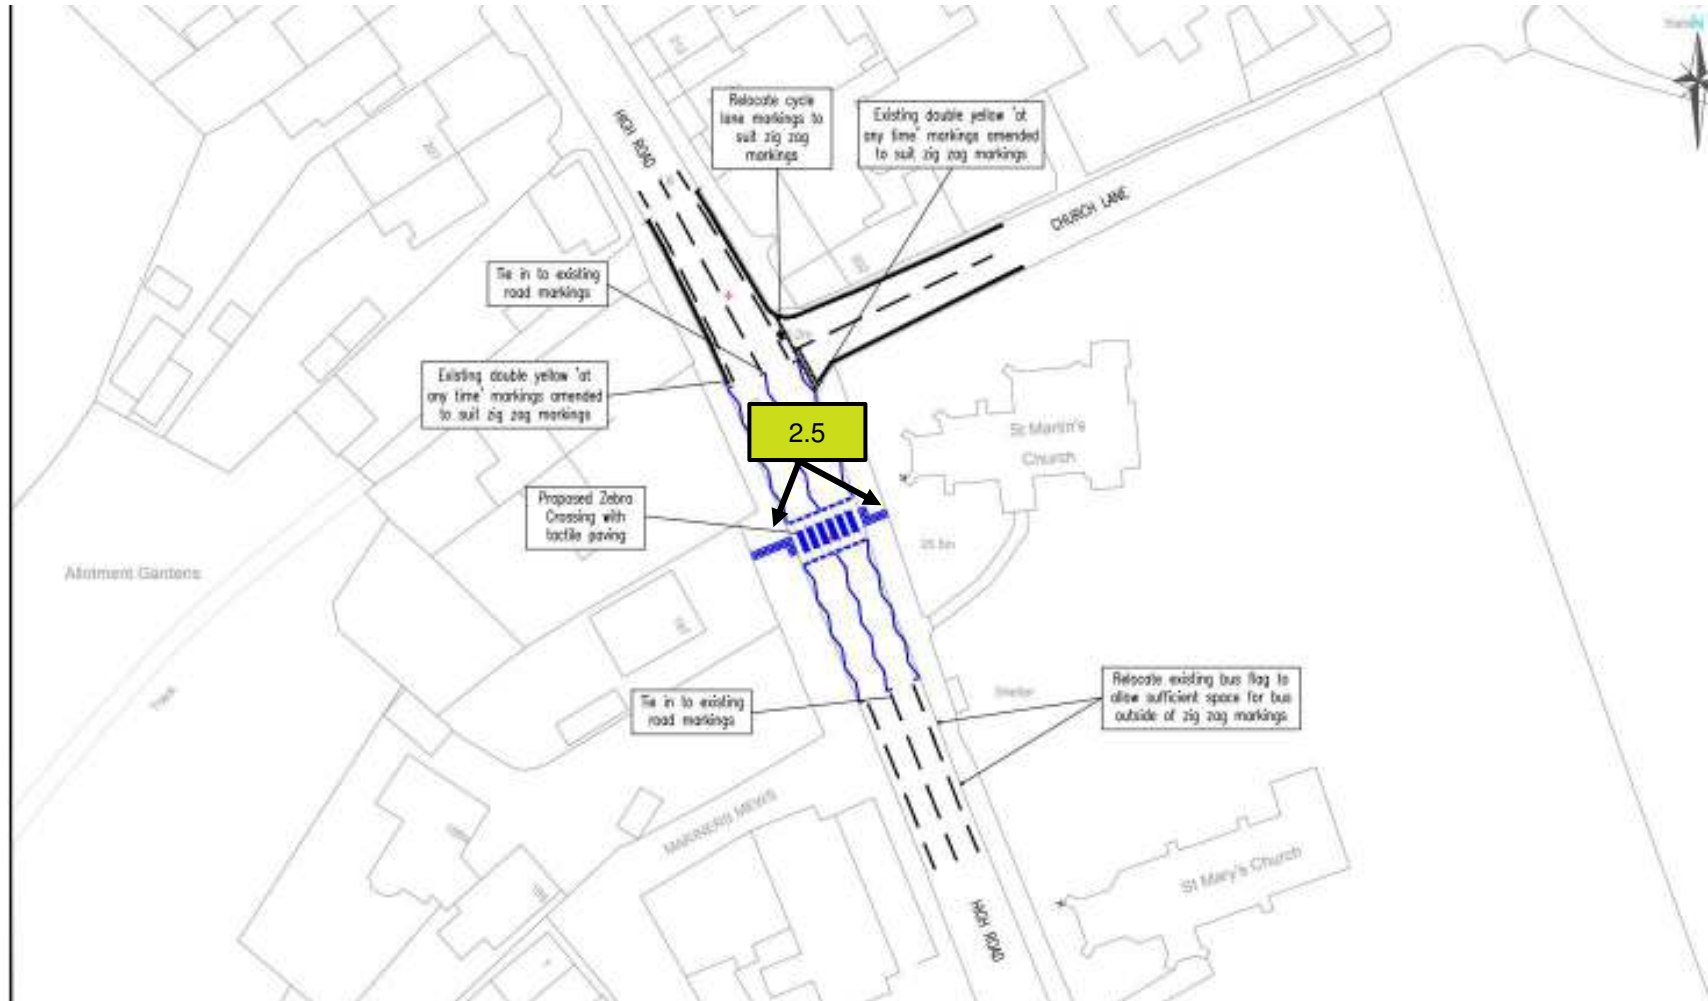 HIGH ROAD
Relocate cycle
lane markings to
suit zig zag
markings
Existing double yellow 'at
any time' markings amended
to suit zig zag markings
CHURCH LANE
Tie in to existing
road markings
Existing double yellow 'at
any time' markings amended
to suit zig zag markings
2.5
St Martin's
Church
Proposed Zebra
Crossing with
tactile paving
Allotment Gardens
Track
Shelter
Relocate existing bus flag to
allow sufficient space for bus
outside of zig zag markings
Tie in to existing
road markings
MARINERS MEWS
St Mary's Church
HIGH ROAD